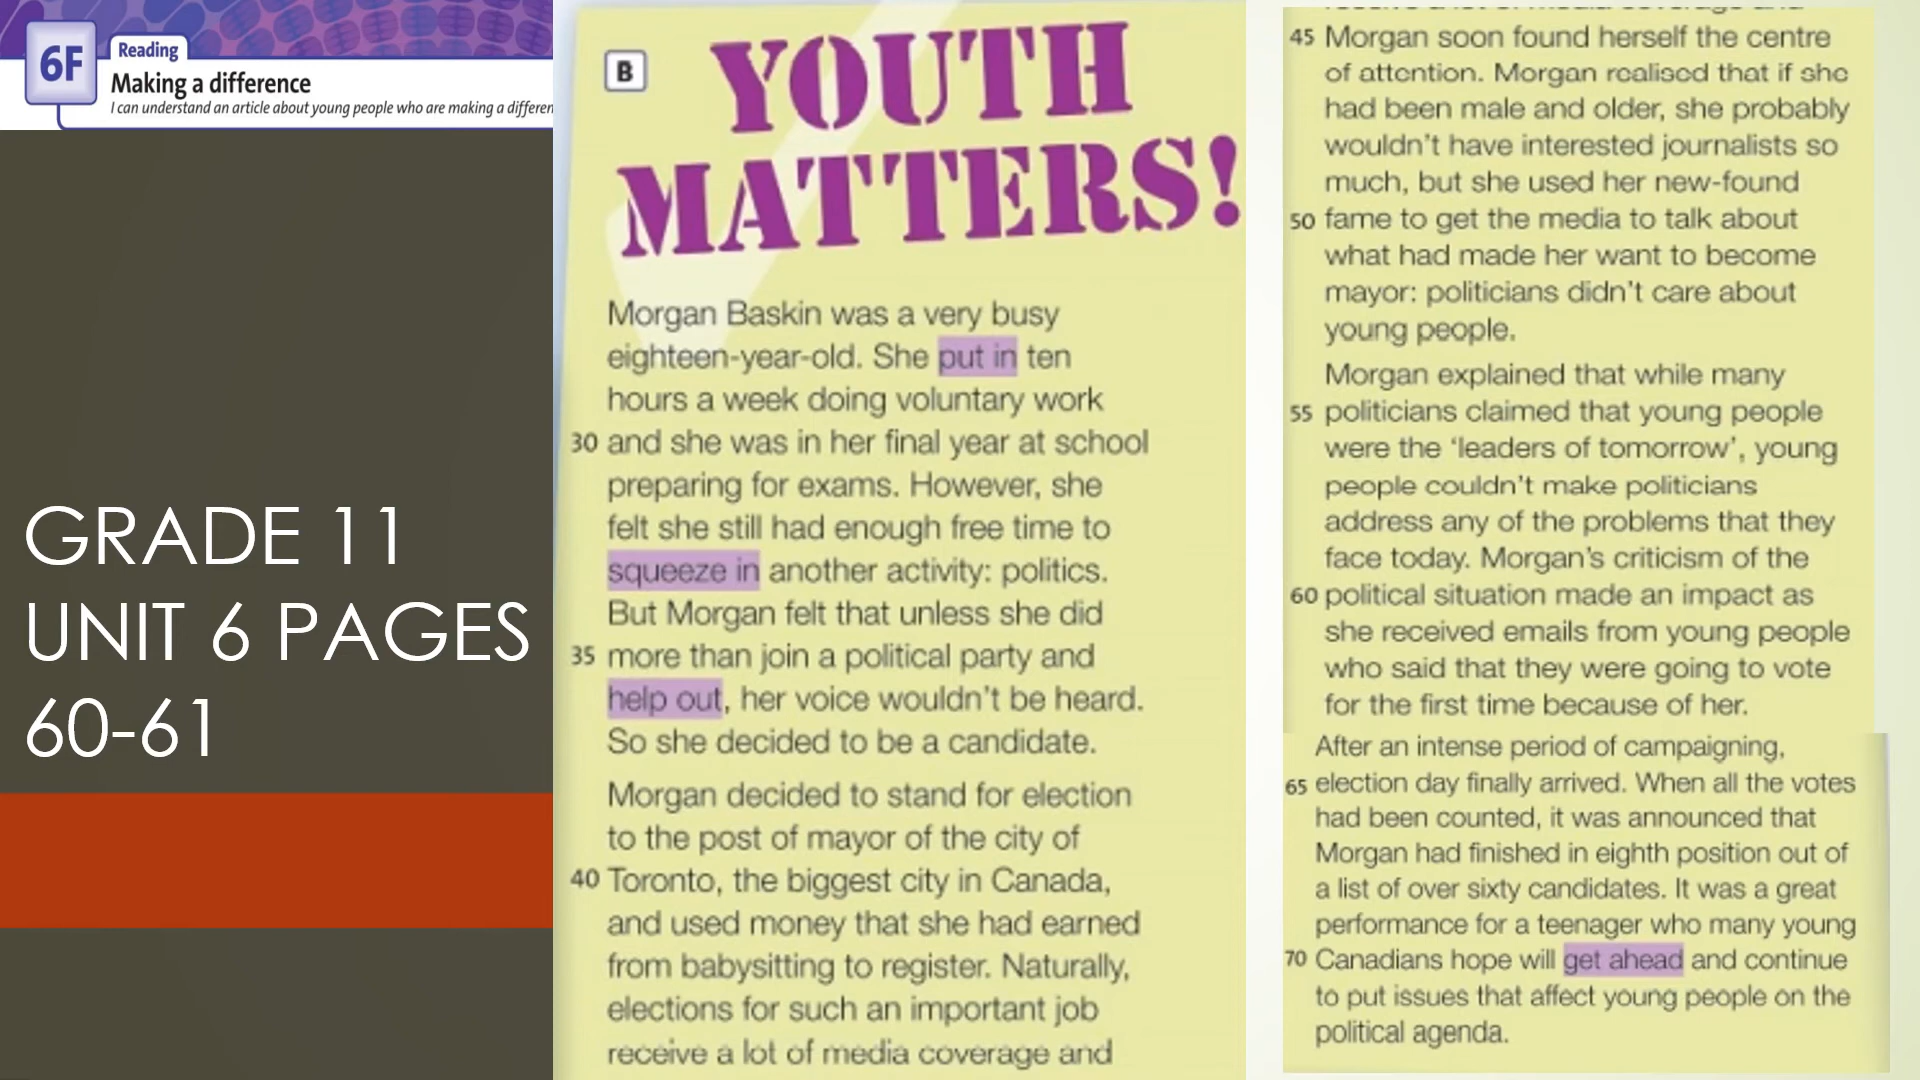 6F
Reading
Making a difference
I can understand an article about young people who are making a differen
GRADE 11
UNIT 6 PAGES
60-61
B
YOUTH
MATTERS!
Morgan Baskin was a very busy
eighteen-year-old. She put in ten
hours a week doing voluntary work
30 and she was in her final year at school
preparing for exams. However, she
felt she still had enough free time to
squeeze in another activity: politics.
But Morgan felt that unless she did
35 more than join a political party and
help out, her voice wouldn't be heard.
So she decided to be a candidate.
Morgan decided to stand for election
to the post of mayor of the city of
40 Toronto, the biggest city in Canada,
and used money that she had earned
from babysitting to register. Naturally,
elections for such an important job
receive a lot of media coverage and
receive a lot of media coverage and
45 Morgan soon found herself the centre
of attention. Morgan realised that if she
had been male and older, she probably
wouldn't have interested journalists so
much, but she used her new-found
50 fame to get the media to talk about
what had made her want to become
mayor: politicians didn't care about
young people.
Morgan explained that while many
55 politicians claimed that young people
were the 'leaders of tomorrow', young
people couldn't make politicians
address any of the problems that they
face today. Morgan's criticism of the
60 political situation made an impact as
she received emails from young people
who said that they were going to vote
for the first time because of her.
After an intense period of campaigning,
65 election day finally arrived. When all the votes
had been counted, it was announced that
Morgan had finished in eighth position out of
a list of over sixty candidates. It was a great
performance for a teenager who many young
70 Canadians hope will get ahead and continue
to put issues that affect young people on the
political agenda.